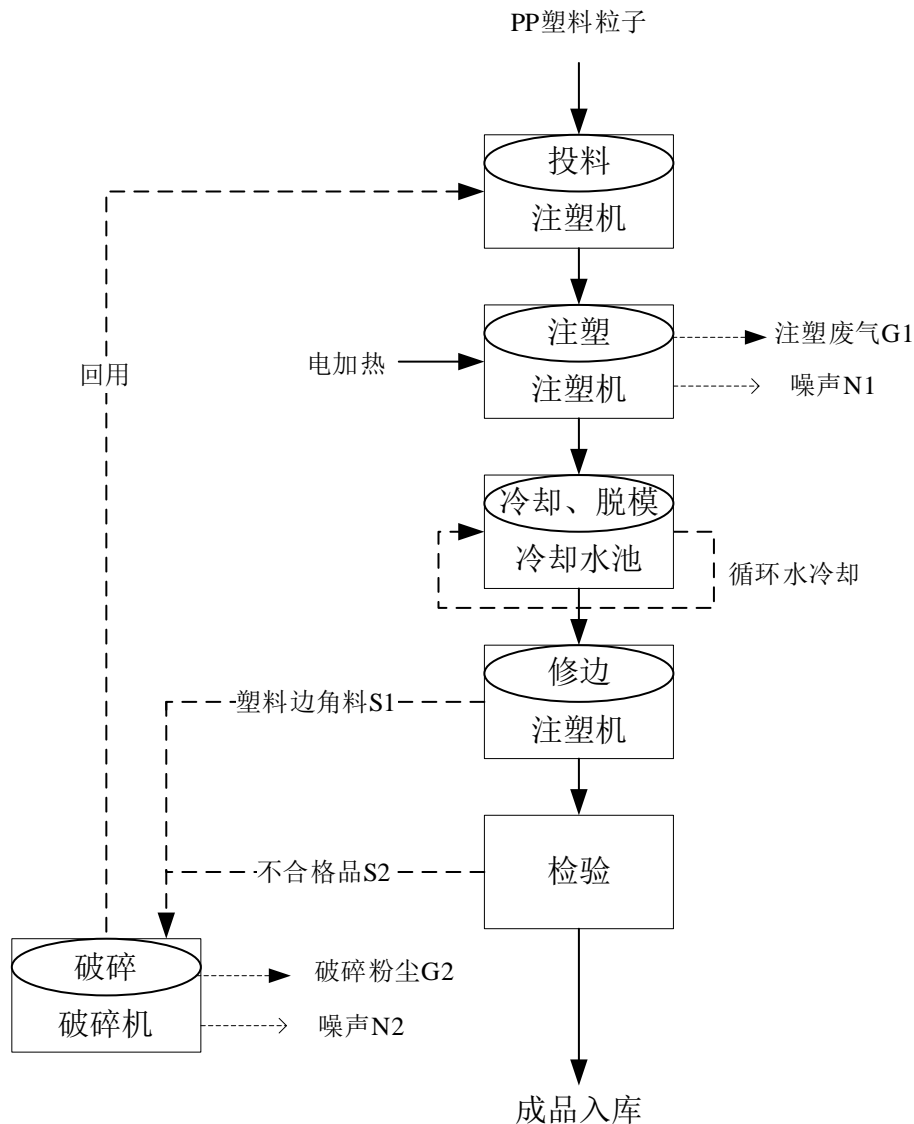 PP塑料粒子
投料
注塑机
回用
电加热
注塑
注塑机
注塑废气G1
噪声N1
冷却、脱模
冷却水池
循环水冷却
修边
注塑机
塑料边角料S1
检验
不合格品S2
破碎
破碎机
破碎粉尘G2
噪声N2
成品入库